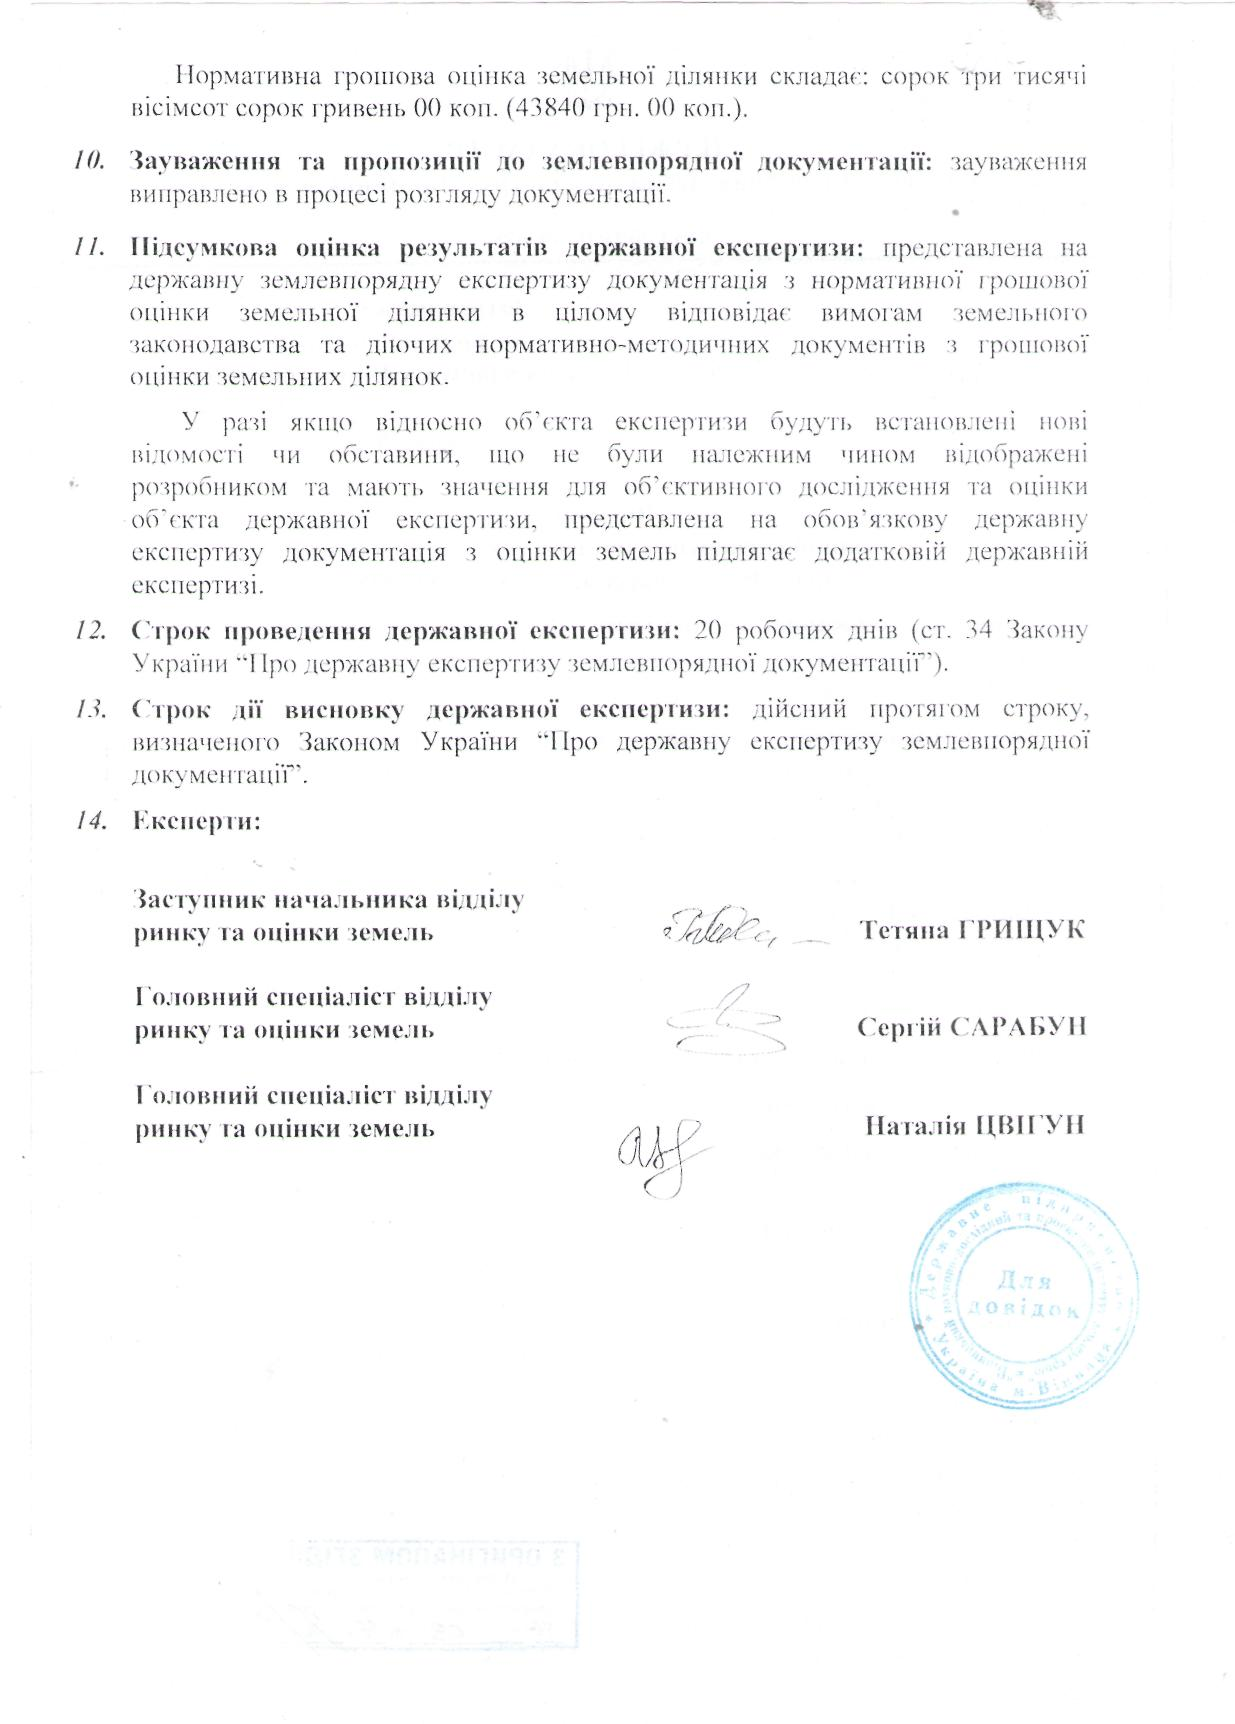 Нормативна грошова оцінка земельної ділянки складає: сорок три тисячі
вісімсот сорок гривень 00 коп. (43840 грн. 00 коп.).
10. Зауваження та пропозиції до землевпорядної документації: зауваження
виправлено в процесі розгляду документації.
11. Підсумкова оцінка результатів державної експертизи: представлена на
державну землевпорядну експертизу документація з нормативної грошової
оцінки земельної ділянки в цілому відповідає вимогам земельного
законодавства та діючих нормативно-методичних документів з грошової
оцінки земельних ділянок.
У разі якщо відносно об’єкта експертизи будуть встановлені нові
відомості чи обставини, що не були належним чином відображені
розробником та мають значення для об’єктивного дослідження та оцінки
об’єкта державної експертизи, представлена на обов’язкову державну
експертизу документація з оцінки земель підлягає додатковій державній
експертизі.
12. Строк проведення державної експертизи: 20 робочих днів (ст. 34 Закону
України “Про державну експертизу землевпорядної документації”).
13. Строк дії висновку державної експертизи: дійсний протягом строку,
визначеного Законом України “Про державну експертизу землевпорядної
документації”.
14. Експерти:
Заступник начальника відділу
ринку та оцінки земель Тетяна ГРИЩУК
Головний спеціаліст відділу
ринку та оцінки земель Сергій САРАБУН
Головний спеціаліст відділу
ринку та оцінки земель Наталія ЦВІГУН
Державне підприємство
Для
довідок
Україна м.Вінниця
З ОРИГІНАЛОМ